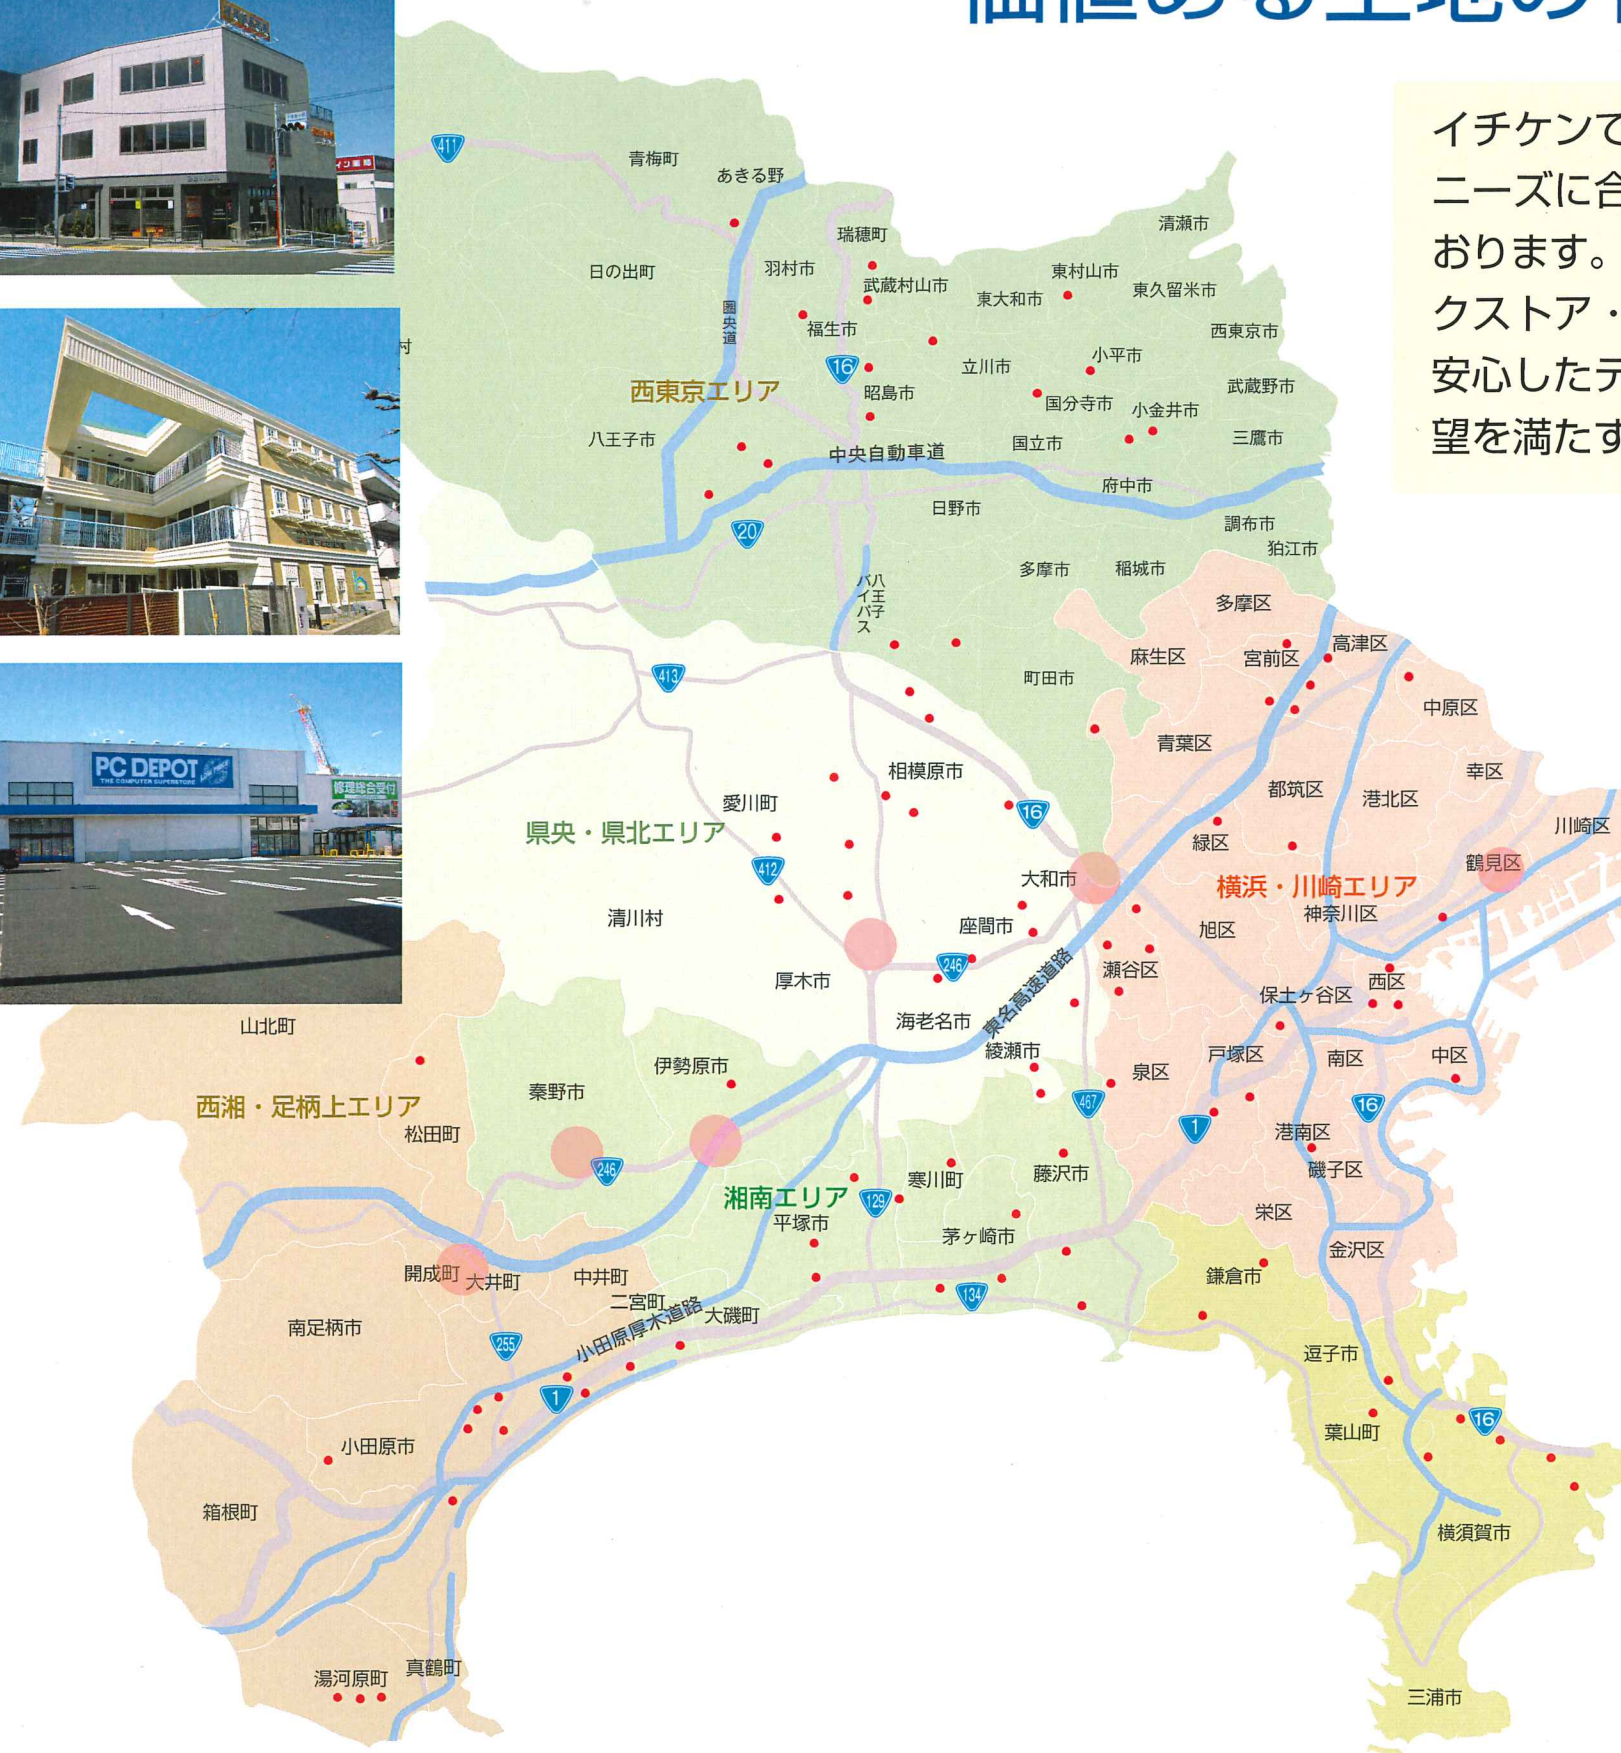 イチケンで
ニーズに合
おります。
クストア・
安心したテ
望を満たす
411
青梅町
あきる野
瑞穂町
清瀬市
日の出町
羽村市
武蔵村山市
東大和市
東村山市
東久留米市
圏央道
福生市
西東京市
村
16
立川市
小平市
西東京エリア
昭島市
国分寺市
小金井市
武蔵野市
八王子市
中央自動車道
国立市
三鷹市
府中市
20
日野市
調布市
狛江市
多摩市
稲城市
八王子
バイパス
多摩区
麻生区
宮前区
高津区
413
町田市
中原区
青葉区
相模原市
幸区
都筑区
港北区
愛川町
16
川崎区
県央・県北エリア
緑区
412
大和市
鶴見区
横浜・川崎エリア
神奈川区
清川村
座間市
旭区
246
瀬谷区
厚木市
西区
保土ヶ谷区
海老名市
東名高速道路
山北町
綾瀬市
戸塚区
南区
中区
伊勢原市
泉区
秦野市
西湘・足柄上エリア
467
16
1
松田町
港南区
246
寒川町
藤沢市
磯子区
湘南エリア
129
平塚市
茅ヶ崎市
栄区
金沢区
開成町
大井町
中井町
鎌倉市
二宮町
134
大磯町
南足柄市
小田原厚木道路
255
逗子市
1
16
葉山町
小田原市
箱根町
横須賀市
湯河原町
真鶴町
三浦市
PC DEPOT
THE COMPUTER SUPERSTORE
修理総合受付